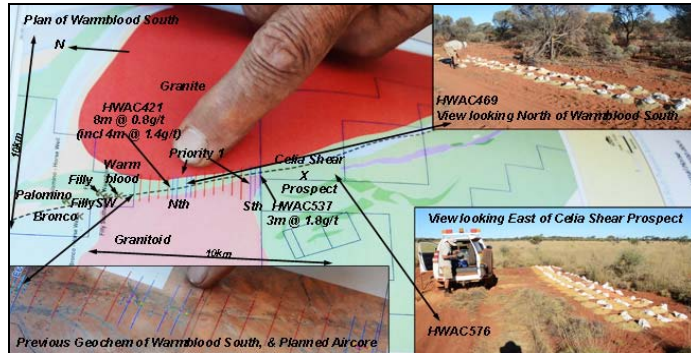 Plan of Warmblood South
N
10km
Granite
HWAC421
8m @ 0.8g/t
(incl 4m @ 1.4g/t)
Priority 1
Filly
Warm
blood
Palomino
FillySW
Bronco
Nth
Sth
Celia Shear
X
Prospect
HWAC537
3m @ 1.8g/t
Granitoid
10km
HWAC469
View looking North of Warmblood South
View looking East of Celia Shear Prospect
HWAC576
Previous Geochem of Warmblood South, & Planned Aircore